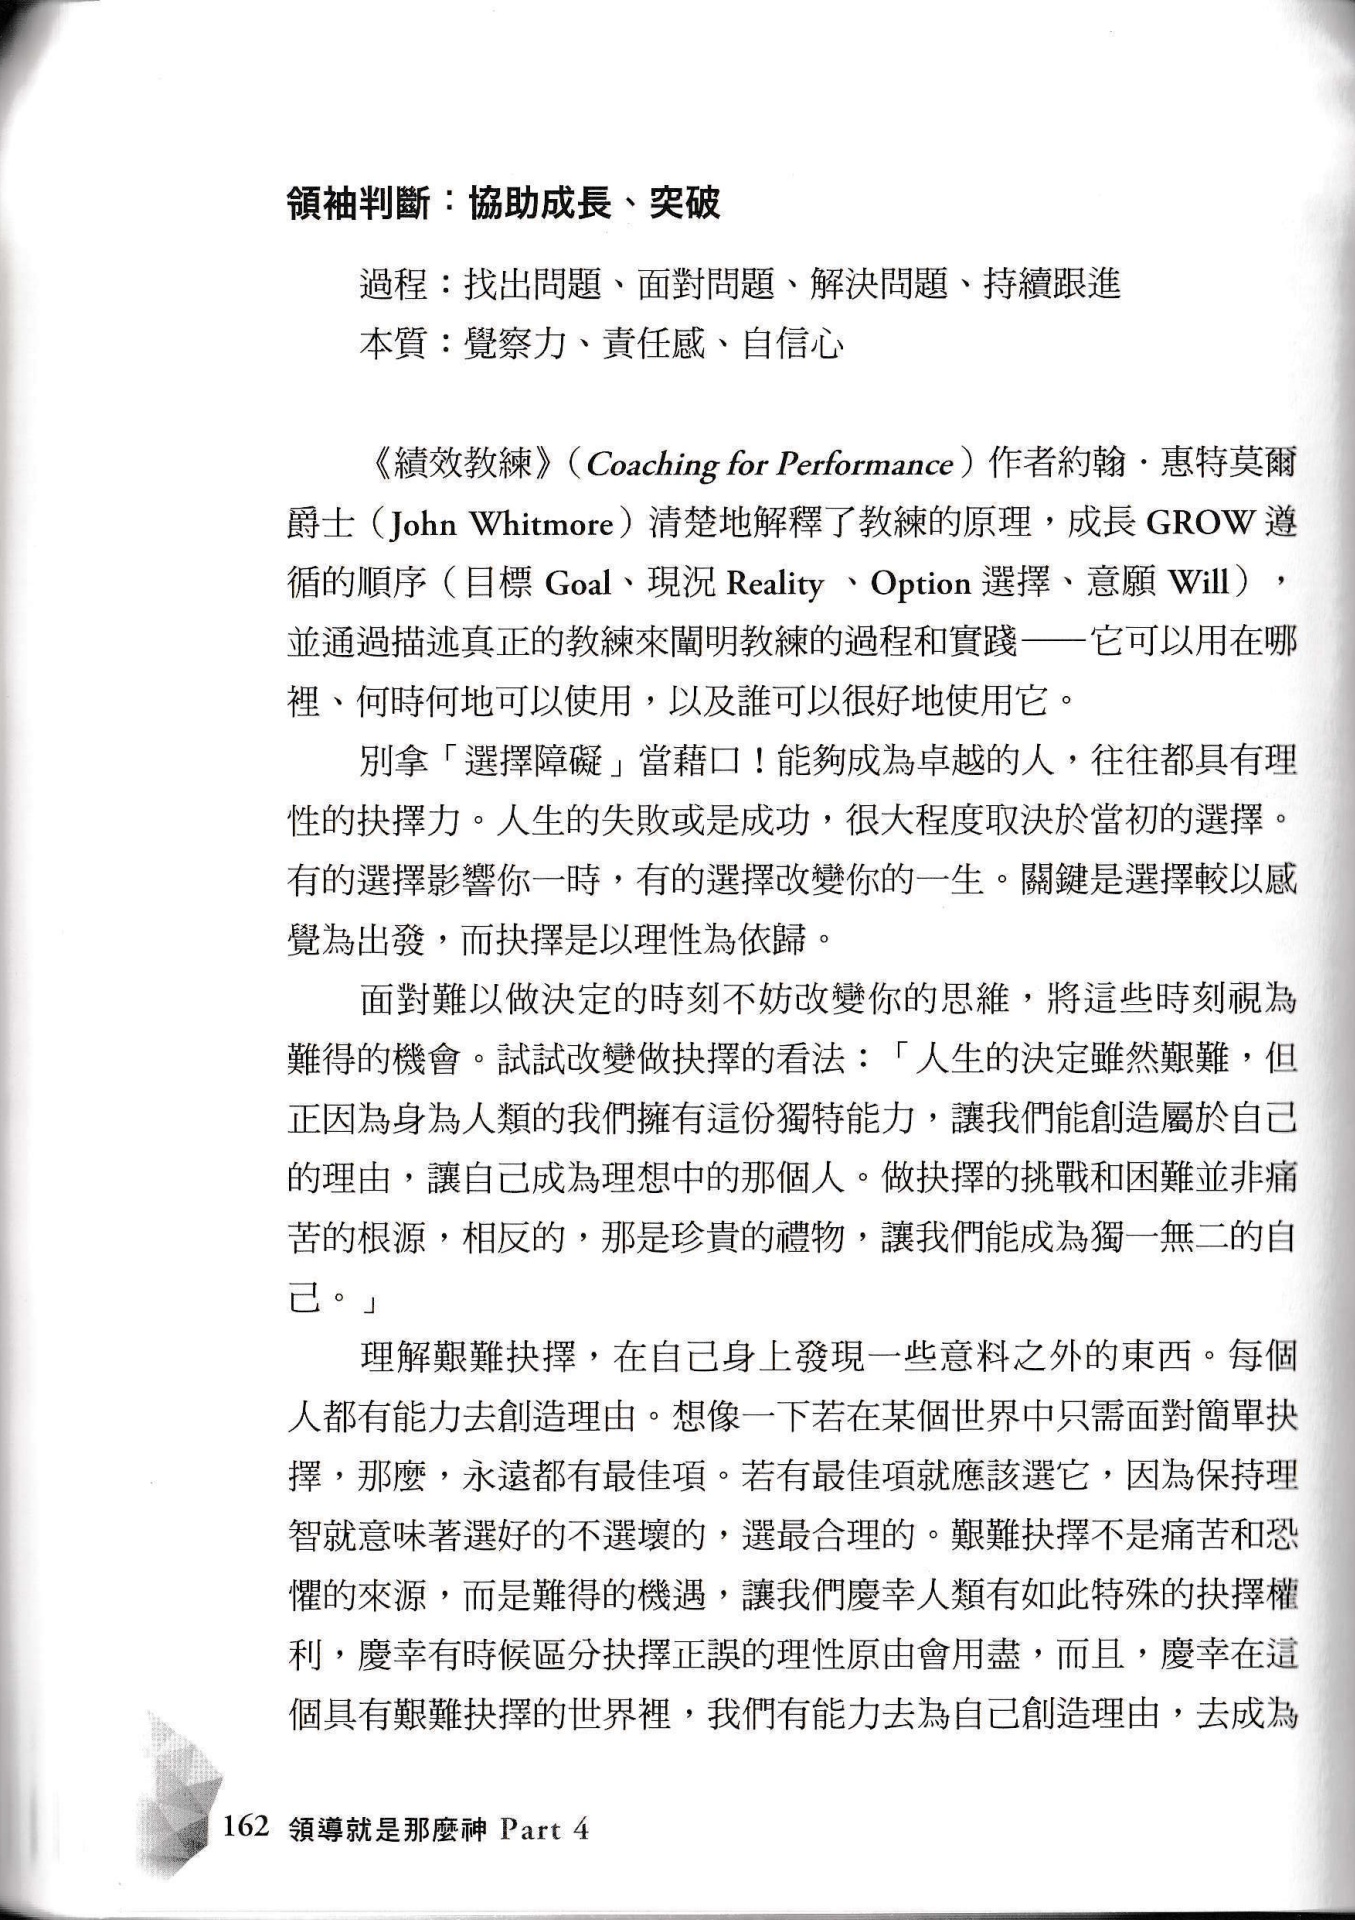 領袖判斷：協助成長、突破
過程：找出問題、面對問題、解決問題、持續跟進
本質：覺察力、責任感、自信心
《績效教練》（Coaching for Performance）作者約翰．惠特莫爾
爵士（John Whitmore）清楚地解釋了教練的原理，成長 GROW 遵
循的順序（目標 Goal、現況 Reality 、Option 選擇、意願 Will），
並通過描述真正的教練來闡明教練的過程和實踐——它可以用在哪
裡、何時何地可以使用，以及誰可以很好地使用它。
別拿「選擇障礙」當藉口！能夠成為卓越的人，往往都具有理
性的抉擇力。人生的失敗或是成功，很大程度取決於當初的選擇。
有的選擇影響你一時，有的選擇改變你的一生。關鍵是選擇較以感
覺為出發，而抉擇是以理性為依歸。
面對難以做決定的時刻不妨改變你的思維，將這些時刻視為
難得的機會。試試改變做抉擇的看法：「人生的決定雖然艱難，但
正因為身為人類的我們擁有這份獨特能力，讓我們能創造屬於自己
的理由，讓自己成為理想中的那個人。做抉擇的挑戰和困難並非痛
苦的根源，相反的，那是珍貴的禮物，讓我們能成為獨一無二的自
己。」
理解艱難抉擇，在自己身上發現一些意料之外的東西。每個
人都有能力去創造理由。想像一下若在某個世界中只需面對簡單抉
擇，那麼，永遠都有最佳項。若有最佳項就應該選它，因為保持理
智就意味著選好的不選壞的，選最合理的。艱難抉擇不是痛苦和恐
懼的來源，而是難得的機遇，讓我們慶幸人類有如此特殊的抉擇權
利，慶幸有時候區分抉擇正誤的理性原由會用盡，而且，慶幸在這
個具有艱難抉擇的世界裡，我們有能力去為自己創造理由，去成為
162 領導就是那麼神 Part 4